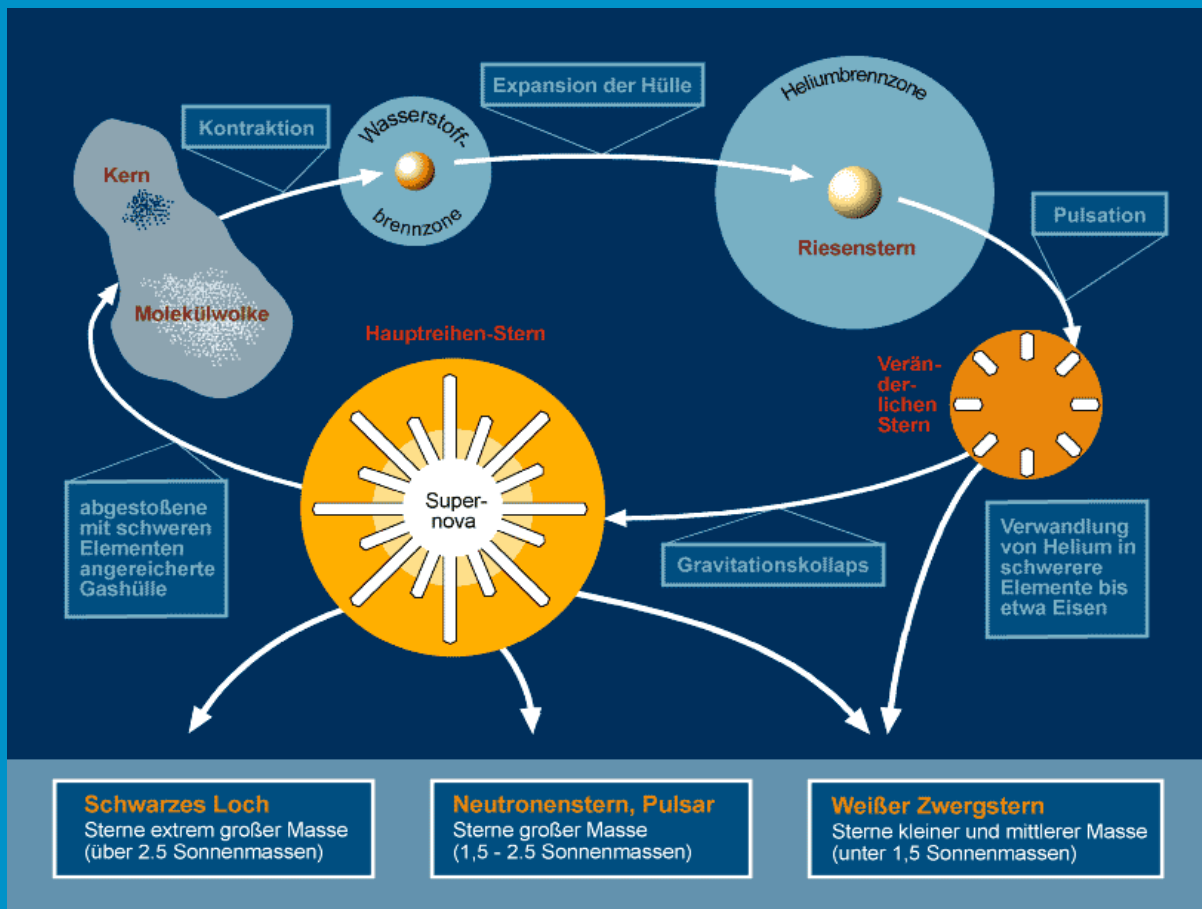 Expansion der Hülle
Heliumbrennzone
Kontraktion
Wasserstoff-
brennzone
Kern
Pulsation
Riesenstern
Molekülwolke
Hauptreihen-Stern
Verän-
der-
lichen
Stern
Super-
nova
abgestoßene
mit schweren
Elementen
angereicherte
Gashülle
Gravitationskollaps
Verwandlung
von Helium in
schwerere
Elemente bis
etwa Eisen
Schwarzes Loch
Sterne extrem großer Masse
(über 2.5 Sonnenmassen)
Neutronenstern, Pulsar
Sterne großer Masse
(1,5 - 2.5 Sonnenmassen)
Weißer Zwergstern
Sterne kleiner und mittlerer Masse
(unter 1,5 Sonnenmassen)